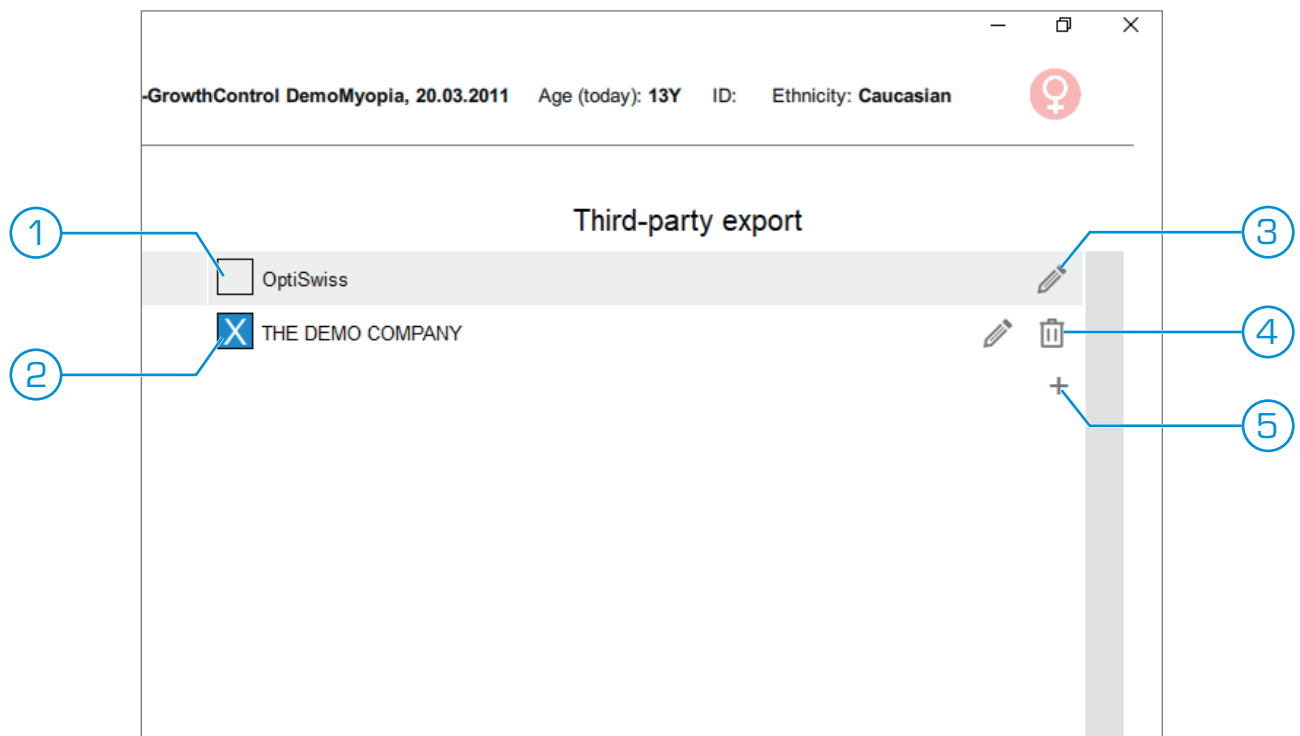 -GrowthControl DemoMyopia, 20.03.2011 Age (today): 13Y ID: Ethnicity: Caucasian
Third-party export
1
3
OptiSwiss
X THE DEMO COMPANY
4
2
5